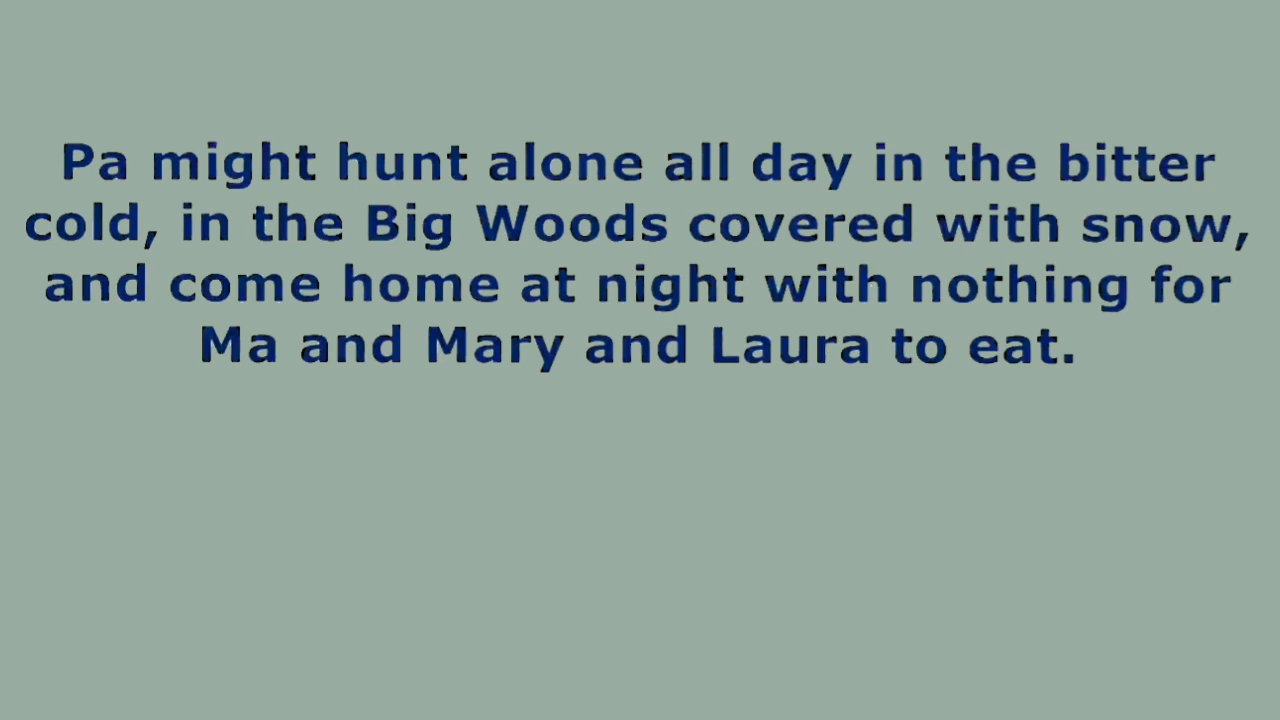 Pa might hunt alone all day in the bitter
cold, in the Big Woods covered with snow,
and come home at night with nothing for
Ma and Mary and Laura to eat.